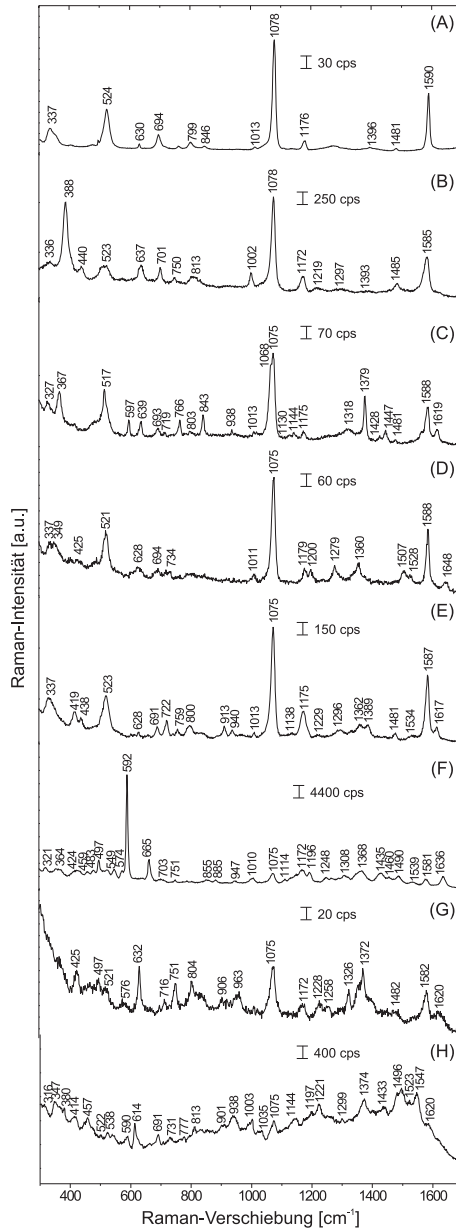 (A)
30 cps
337 524 630 694 799 846 1013 1078 1176 1396 1481 1590
(B)
250 cps
336 388 440 523 637 701 750 813 1002 1078 1172 1219 1297 1393 1485 1585
(C)
70 cps
327 367 517 597 639 693 719 766 803 843 938 1013 1068 1075 1130 1144 1175 1318 1379 1428 1447 1481 1588 1619
(D)
60 cps
337 349 425 521 628 694 734 1011 1075 1179 1200 1279 1360 1507 1528 1588 1648
(E)
150 cps
337 419 438 523 628 691 722 759 800 913 940 1013 1075 1138 1175 1229 1296 1362 1389 1481 1534 1587 1617
(F)
4400 cps
321 364 424 459 483 497 549 574 592 665 703 751 855 885 947 1010 1075 1114 1172 1196 1248 1308 1368 1435 1460 1490 1539 1581 1636
(G)
20 cps
425 497 521 576 632 716 751 804 906 963 1075 1172 1228 1258 1326 1372 1482 1582 1620
(H)
400 cps
316 347 380 414 457 522 538 590 614 691 731 777 813 901 938 1003 1035 1075 1144 1197 1221 1299 1374 1433 1496 1523 1547 1620
Raman-Intensität [a.u.]
400 600 800 1000 1200 1400 1600
Raman-Verschiebung [cm⁻¹]